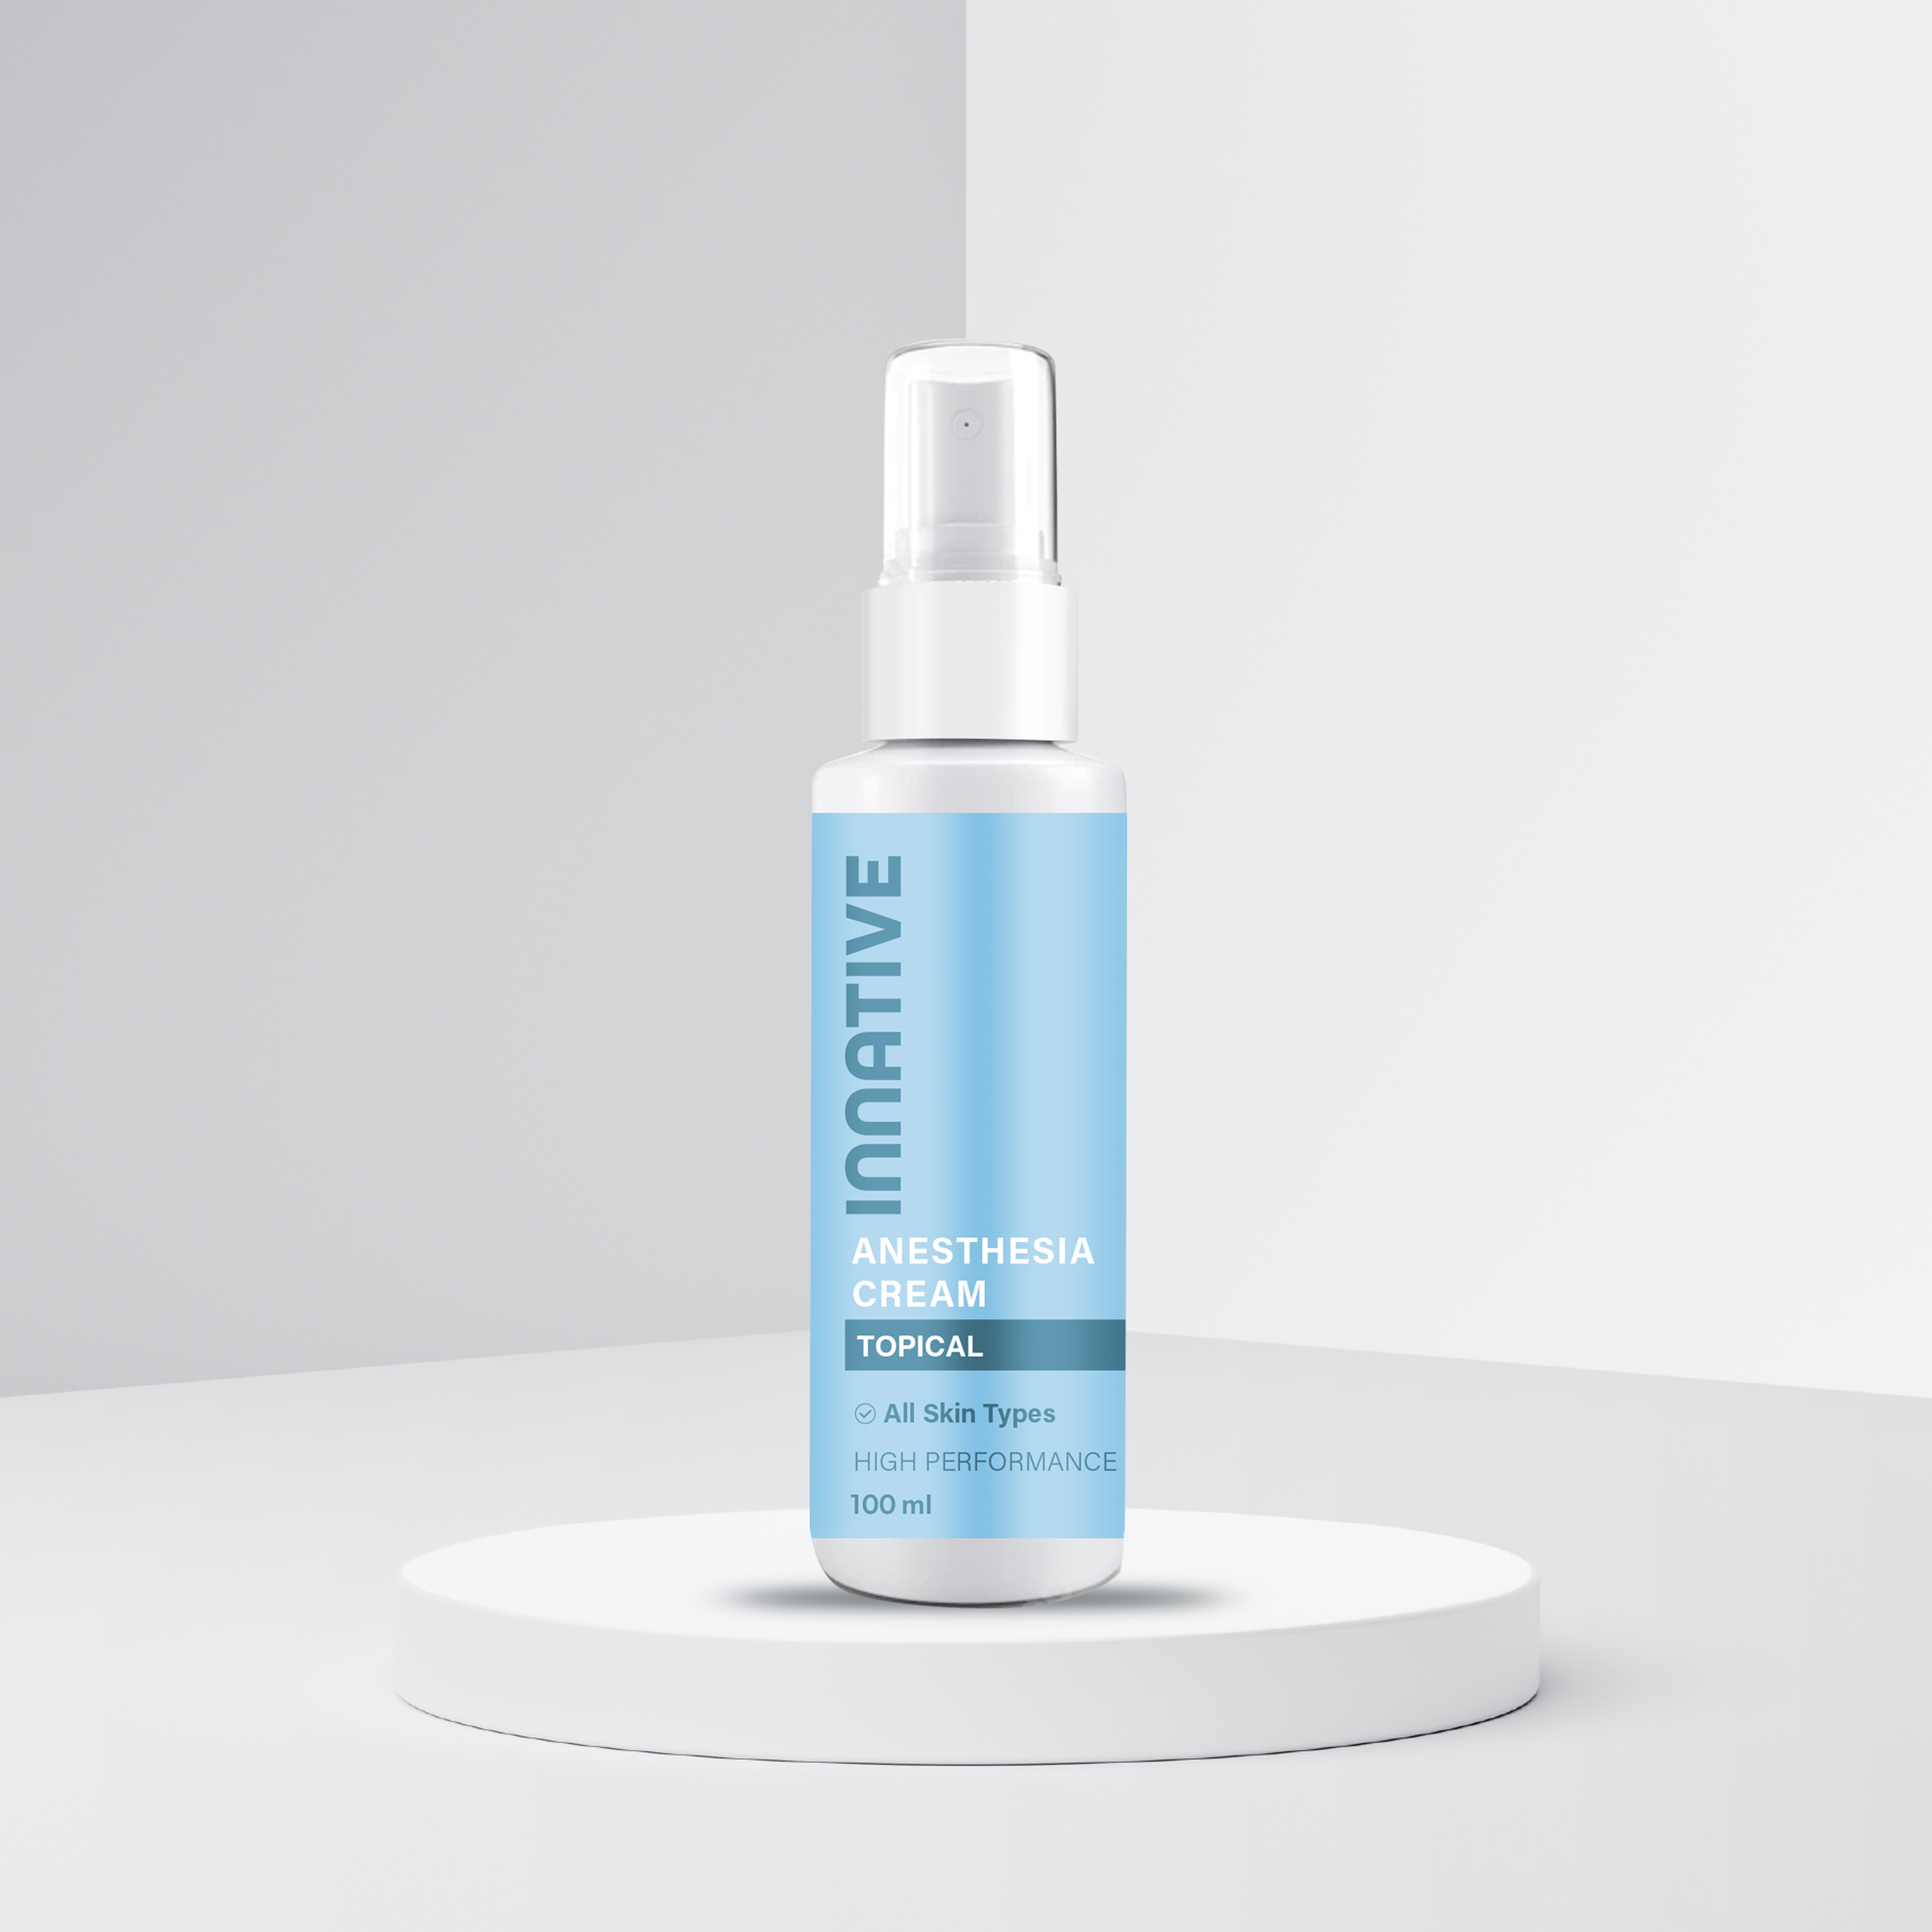 INNATIVE
ANESTHESIA
CREAM
TOPICAL
All Skin Types
HIGH PERFORMANCE
100 ml